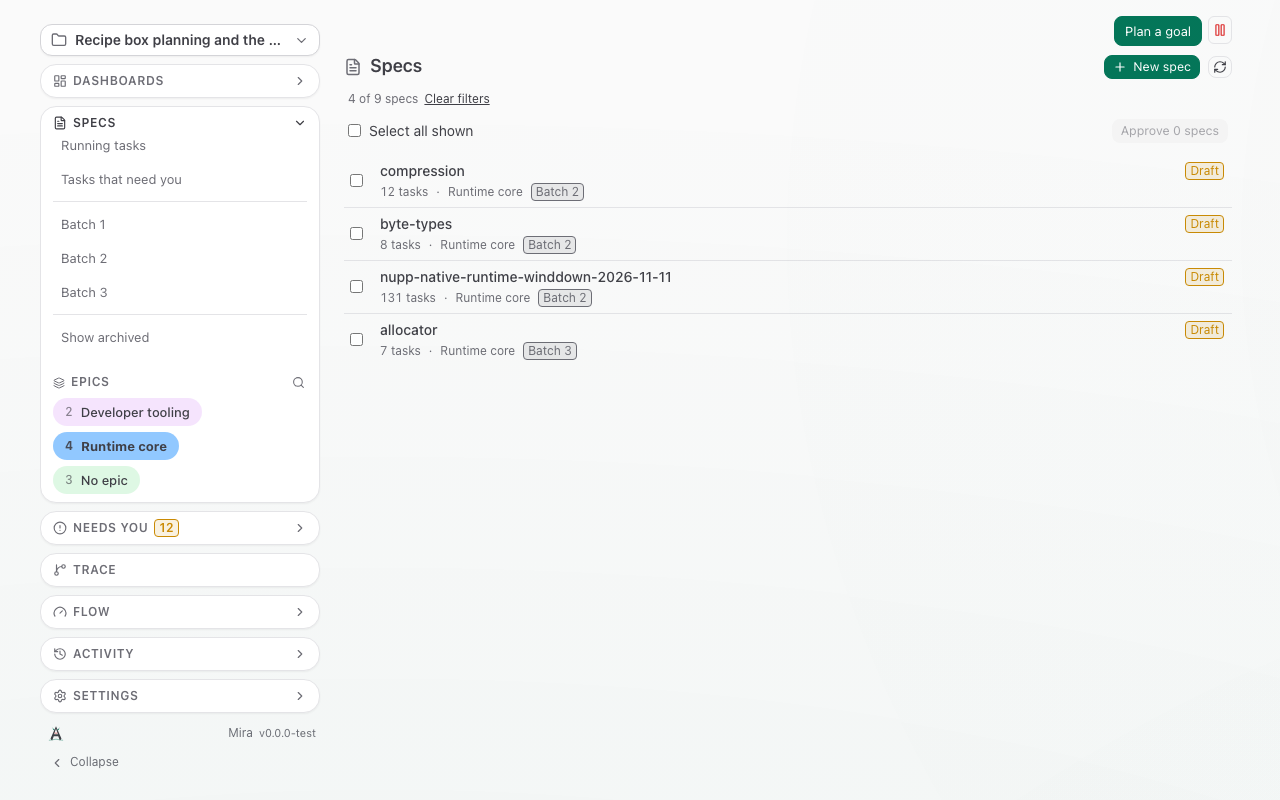 Recipe box planning and the ...
DASHBOARDS
SPECS
Running tasks
Tasks that need you
Batch 1
Batch 2
Batch 3
Show archived
EPICS
2 Developer tooling
4 Runtime core
3 No epic
NEEDS YOU 12
TRACE
FLOW
ACTIVITY
SETTINGS
Mira v0.0.0-test
Collapse
Plan a goal
Specs
New spec
4 of 9 specs Clear filters
Select all shown
Approve 0 specs
compression
Draft
12 tasks · Runtime core Batch 2
byte-types
Draft
8 tasks · Runtime core Batch 2
nupp-native-runtime-winddown-2026-11-11
Draft
131 tasks · Runtime core Batch 2
allocator
Draft
7 tasks · Runtime core Batch 3